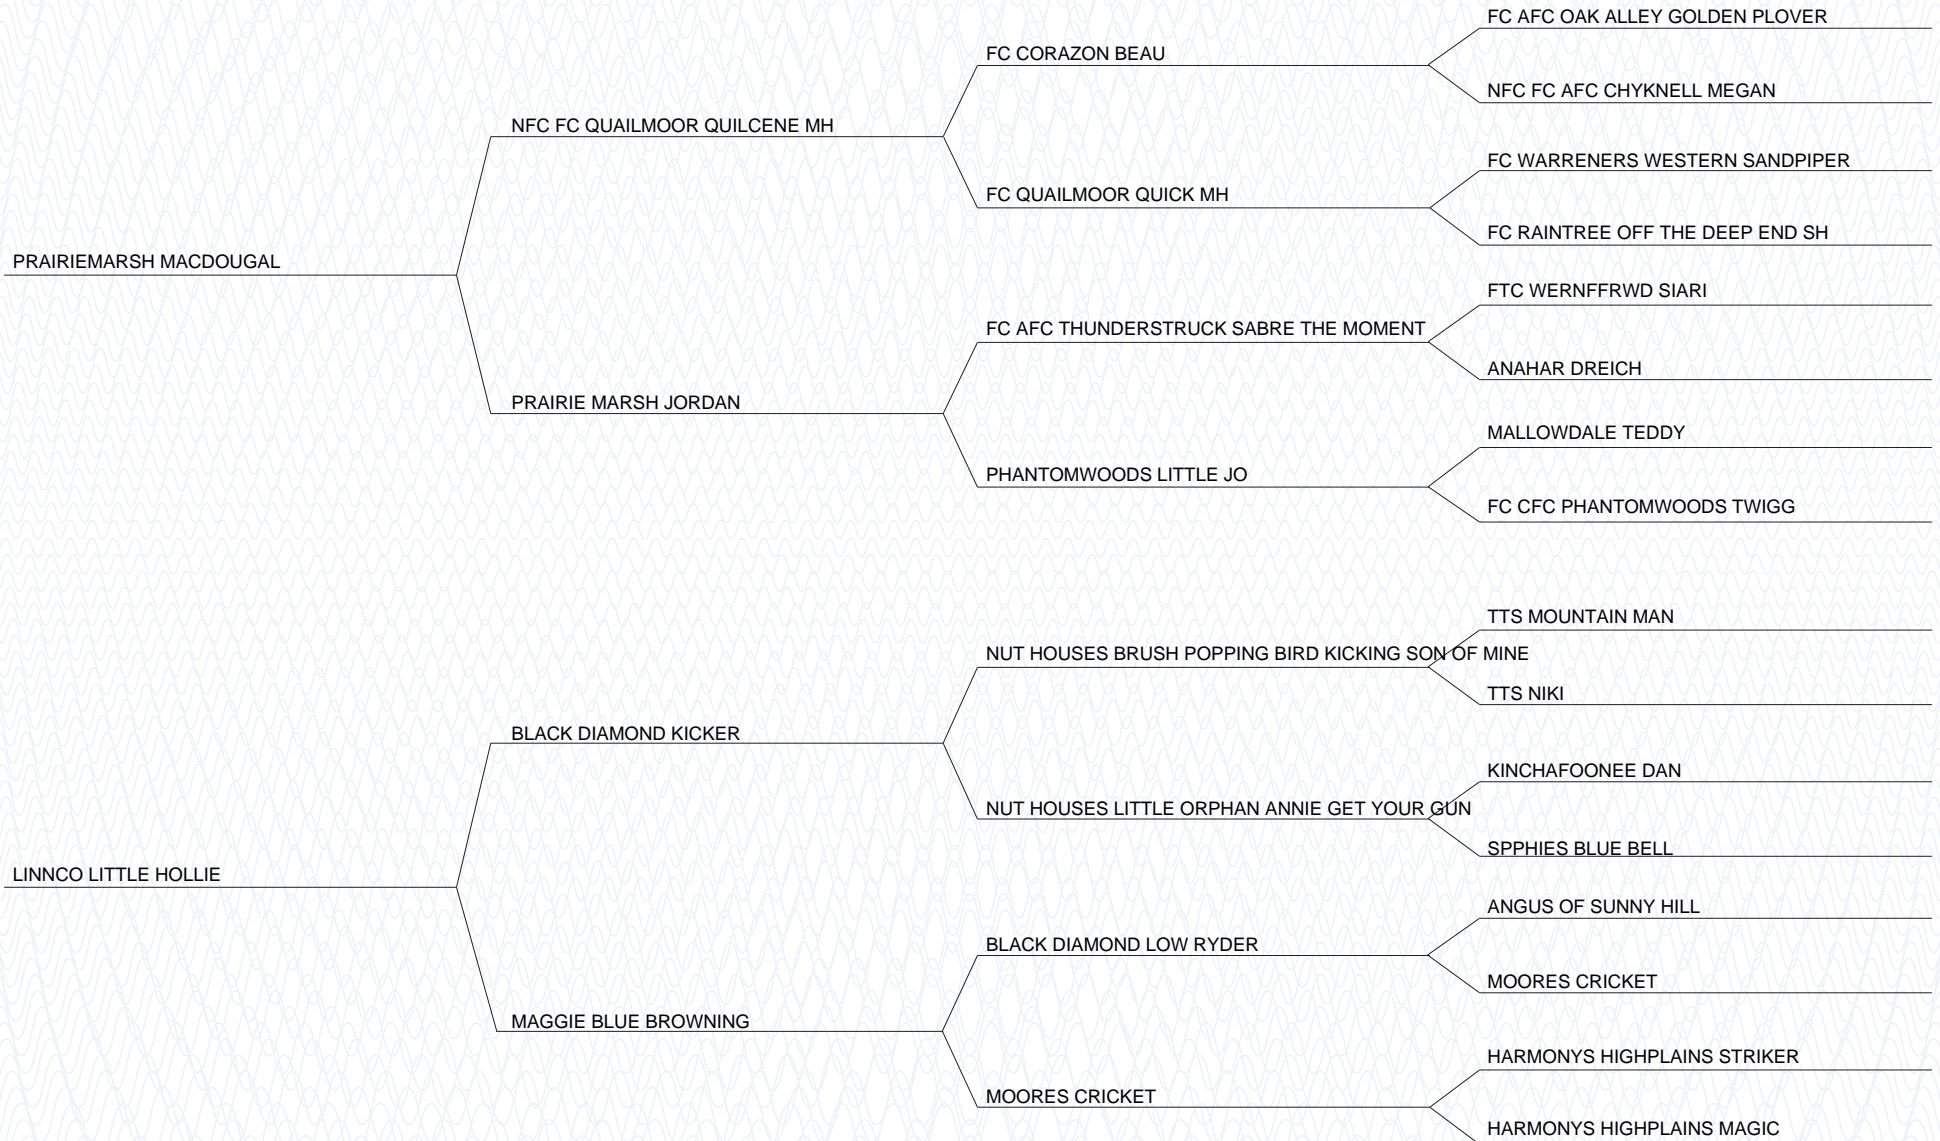 FC AFC OAK ALLEY GOLDEN PLOVER
FC CORAZON BEAU
NFC FC AFC CHYKNELL MEGAN
NFC FC QUAILMOOR QUILCENE MH
FC WARRENERS WESTERN SANDPIPER
FC QUAILMOOR QUICK MH
FC RAINTREE OFF THE DEEP END SH
PRAIRIEMARSH MACDOUGAL
FTC WERNFFRWD SIARI
FC AFC THUNDERSTRUCK SABRE THE MOMENT
ANAHAR DREICH
PRAIRIE MARSH JORDAN
MALLOWDALE TEDDY
PHANTOMWOODS LITTLE JO
FC CFC PHANTOMWOODS TWIGG
TTS MOUNTAIN MAN
NUT HOUSES BRUSH POPPING BIRD KICKING SON OF MINE
TTS NIKI
BLACK DIAMOND KICKER
KINCHAFOONEE DAN
NUT HOUSES LITTLE ORPHAN ANNIE GET YOUR GUN
SPPHIES BLUE BELL
LINNCO LITTLE HOLLIE
ANGUS OF SUNNY HILL
BLACK DIAMOND LOW RYDER
MOORES CRICKET
MAGGIE BLUE BROWNING
HARMONYS HIGHPLAINS STRIKER
MOORES CRICKET
HARMONYS HIGHPLAINS MAGIC